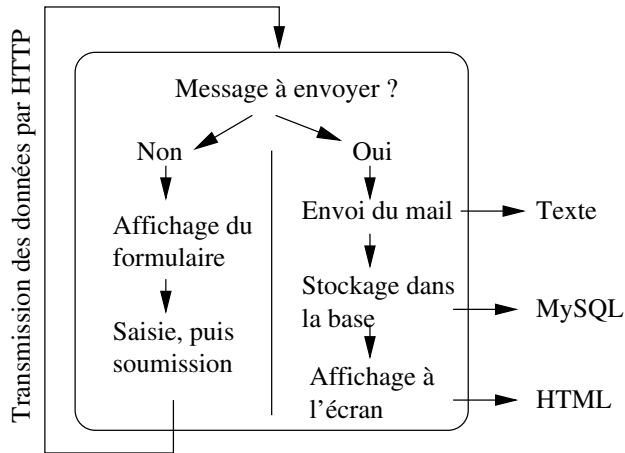 Transmission des données par HTTP
Message à envoyer ?
Non
Affichage du
formulaire
Saisie, puis
soumission
Oui
Envoi du mail
Texte
Stockage dans
la base
MySQL
Affichage à
l'écran
HTML